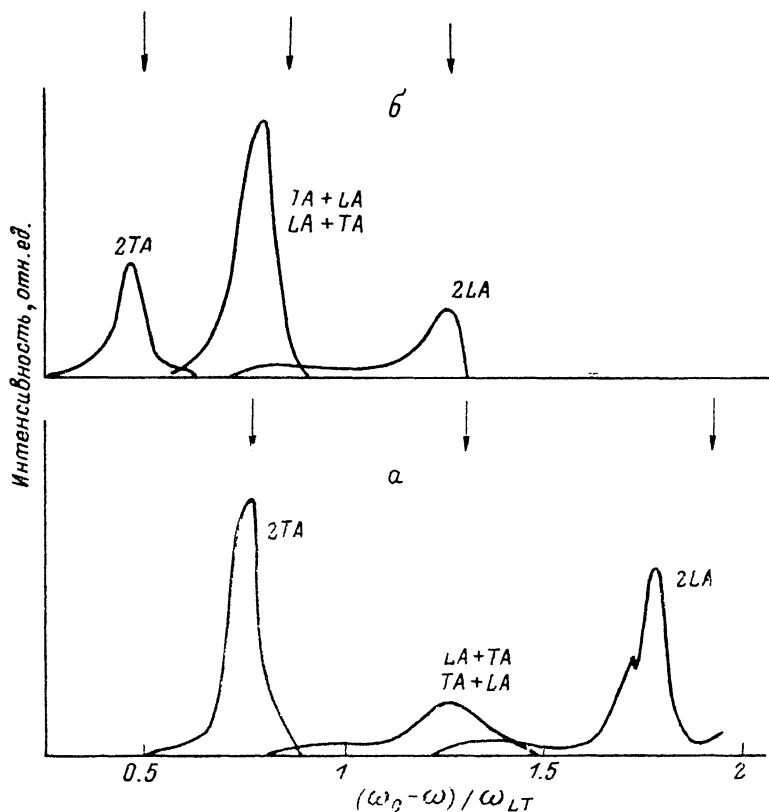 б
TA + LA
LA + TA
2TA
2LA
Интенсивность, отн.ед.
а
2TA
2LA
LA + TA
TA + LA
0.5
1
1.5
2
(ω₀-ω)/ω_LT